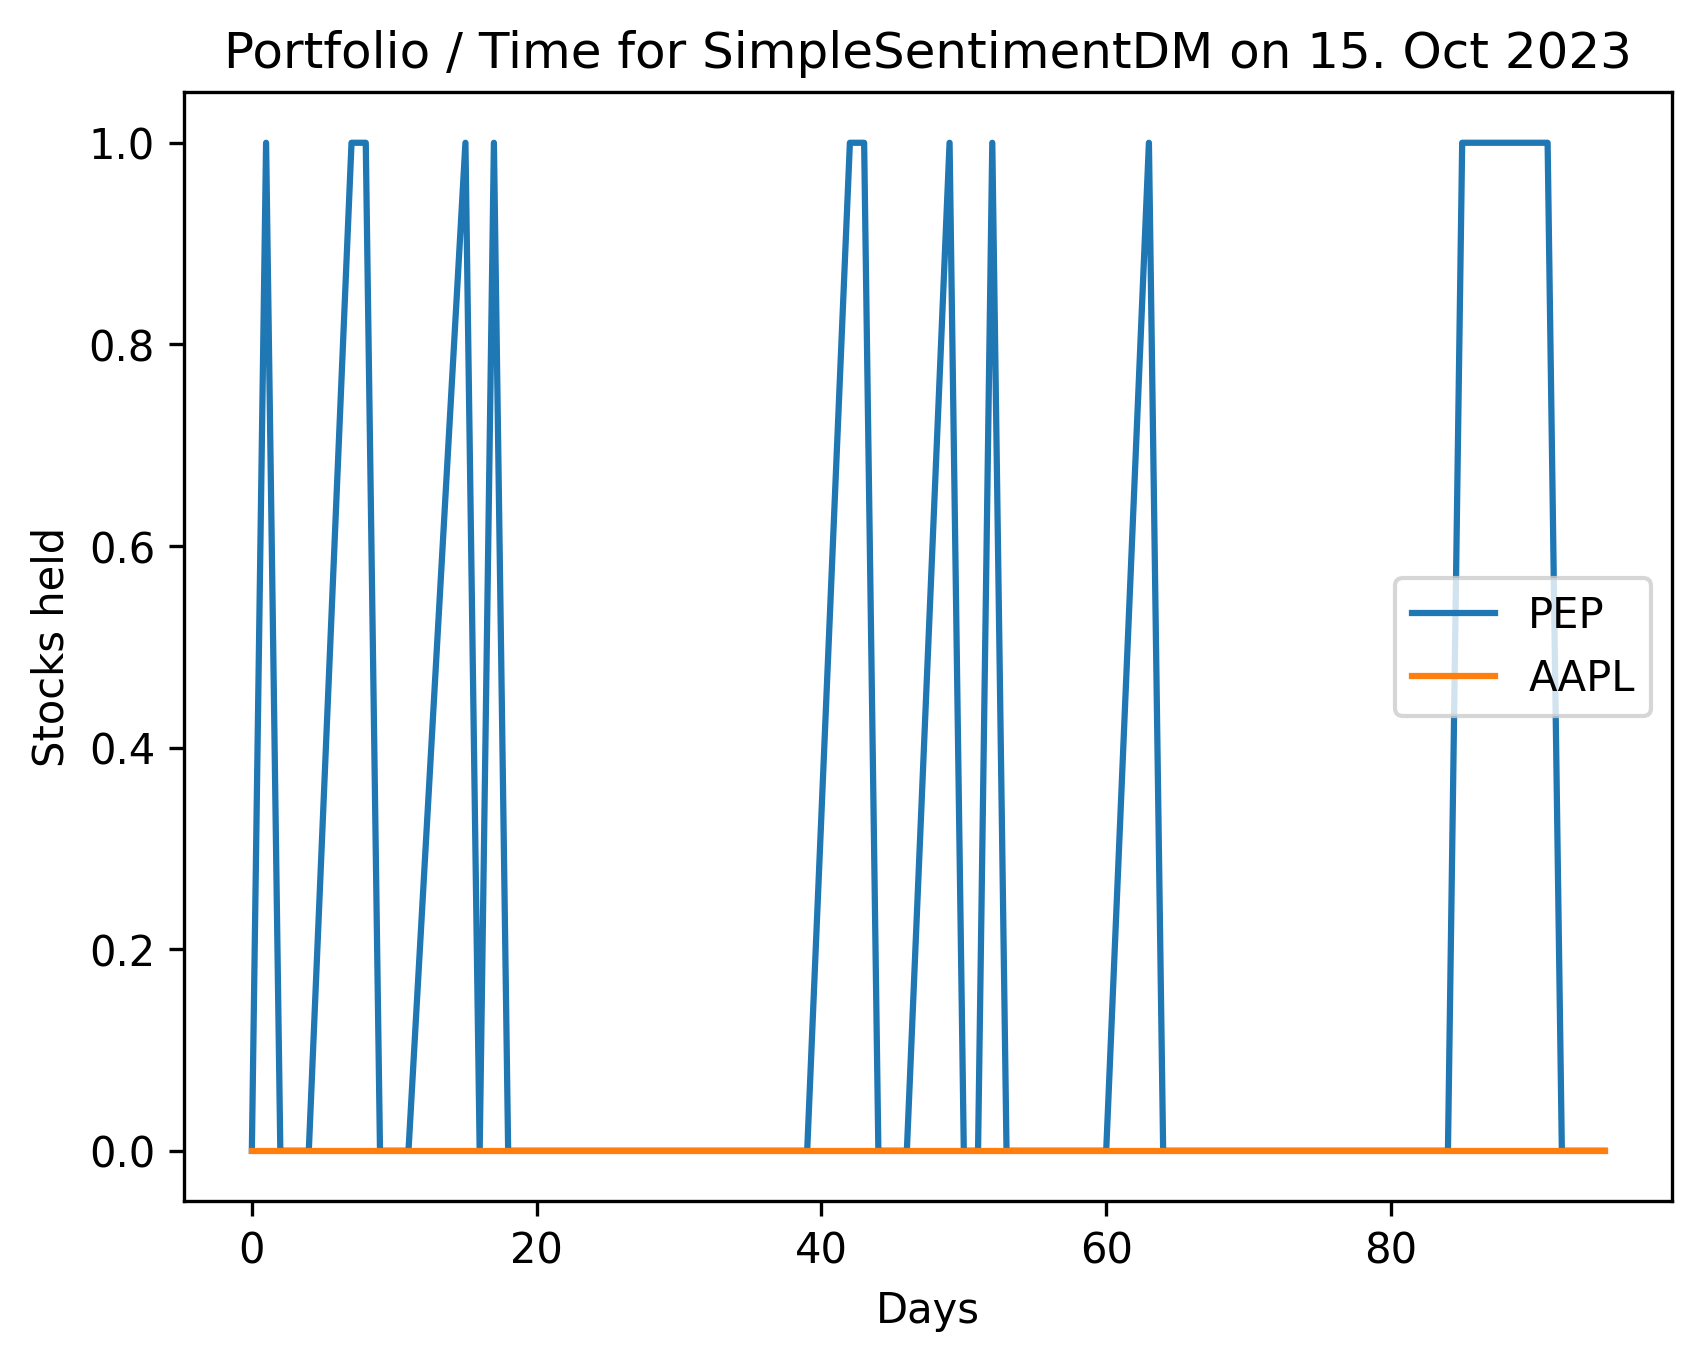 Portfolio / Time for SimpleSentimentDM on 15. Oct 2023
1.0
0.8
0.6
0.4
0.2
0.0
Stocks held
PEP
AAPL
0 20 40 60 80
Days